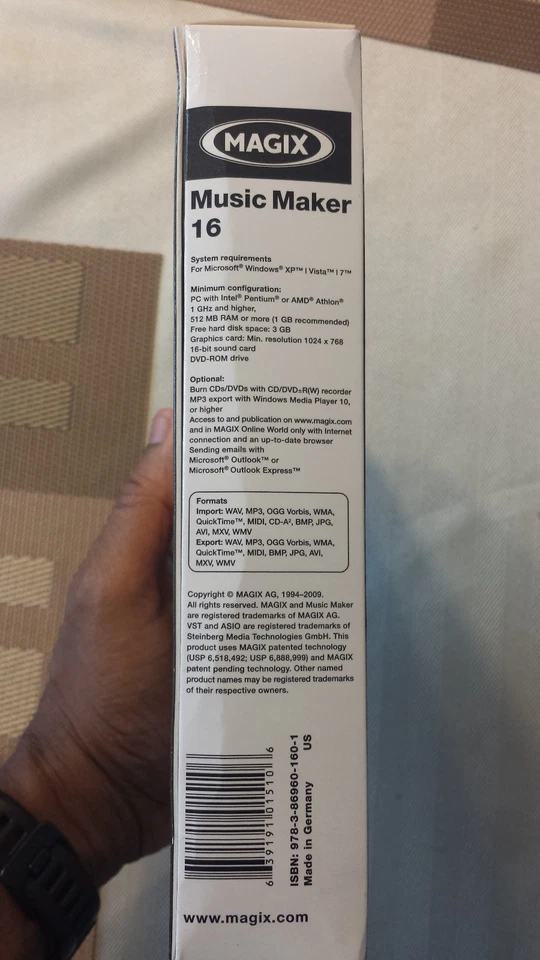 MAGIX
Music Maker
16
System requirements
For Microsoft® Windows® XP™ | Vista™ | 7™
Minimum configuration:
PC with Intel® Pentium® or AMD® Athlon®
1 GHz and higher,
512 MB RAM or more (1 GB recommended)
Free hard disk space: 3 GB
Graphics card: Min. resolution 1024 x 768
16-bit sound card
DVD-ROM drive
Optional:
Burn CDs/DVDs with CD/DVD±R(W) recorder
MP3 export with Windows Media Player 10,
or higher
Access to and publication on www.magix.com
and in MAGIX Online World only with Internet
connection and an up-to-date browser
Sending emails with
Microsoft® Outlook™ or
Microsoft® Outlook Express™
Formats
Import: WAV, MP3, OGG Vorbis, WMA,
QuickTime™, MIDI, CD-A², BMP, JPG,
AVI, MXV, WMV
Export: WAV, MP3, OGG Vorbis, WMA,
QuickTime™, MIDI, BMP, JPG, AVI,
MXV, WMV
Copyright © MAGIX AG, 1994–2009.
All rights reserved. MAGIX and Music Maker
are registered trademarks of MAGIX AG.
VST and ASIO are registered trademarks of
Steinberg Media Technologies GmbH. This
product uses MAGIX patented technology
(USP 6,518,492; USP 6,888,999) and MAGIX
patent pending technology. Other named
product names may be registered trademarks
of their respective owners.
6 39191 01510 6
ISBN: 978-3-86960-160-1
Made in Germany US
www.magix.com